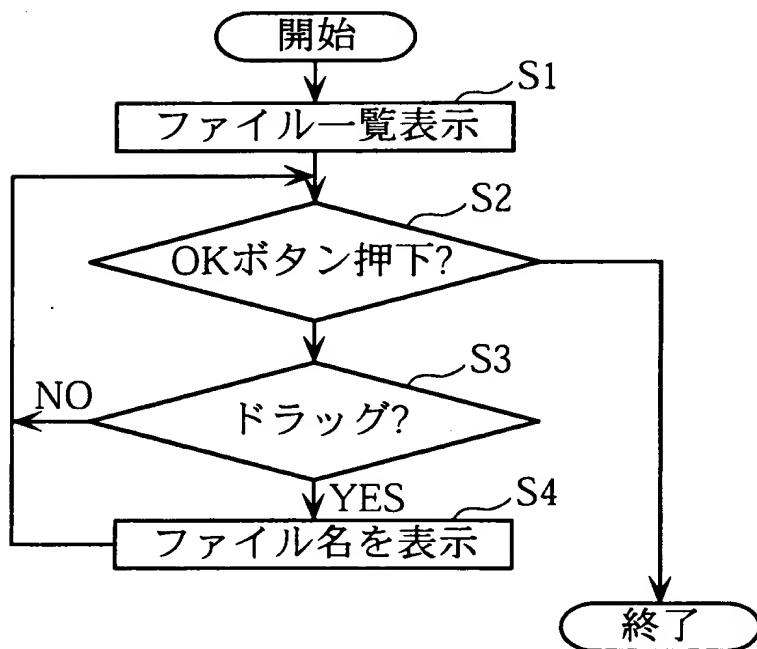 開始
S1
ファイル一覧表示
S2
OKボタン押下?
S3
NO
ドラッグ?
YES
S4
ファイル名を表示
終了